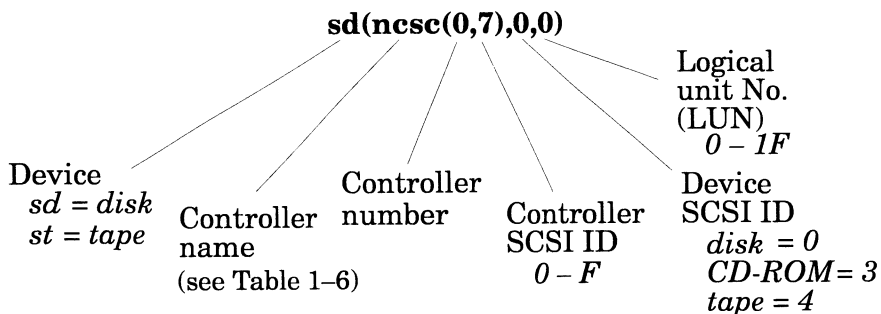 sd(ncsc(0,7),0,0)
Logical
unit No.
(LUN)
0 – 1F
Device
sd = disk
st = tape
Controller
name
(see Table 1–6)
Controller
number
Controller
SCSI ID
0 – F
Device
SCSI ID
disk = 0
CD-ROM = 3
tape = 4